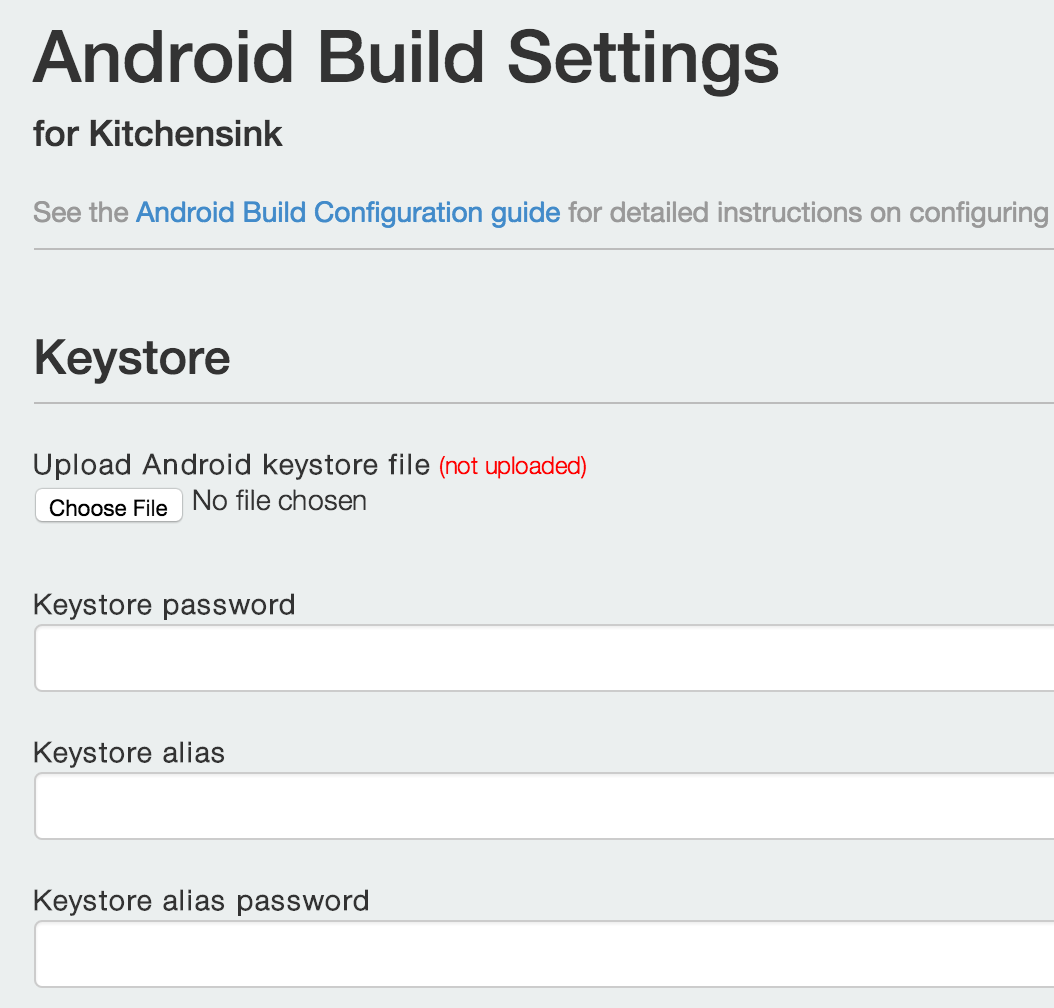 Android Build Settings
for Kitchensink
See the Android Build Configuration guide for detailed instructions on configuring
Keystore
Upload Android keystore file (not uploaded)
Choose File No file chosen
Keystore password
Keystore alias
Keystore alias password